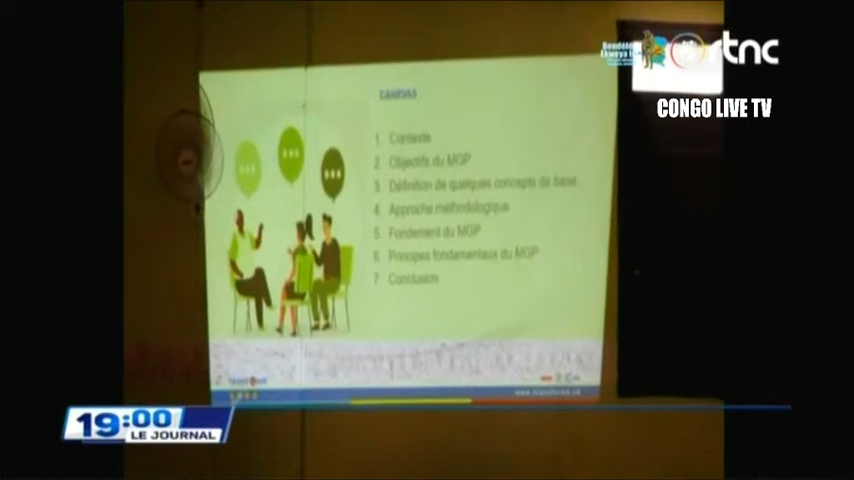 rtnc
CONGO LIVE TV
CANEVAS
1. Contexte
2. Objectifs du MGP
3. Définition de quelques concepts de base
4. Approche méthodologique
5. Fondement du MGP
6. Principes fondamentaux du MGP
7. Conclusion
19:00
LE JOURNAL